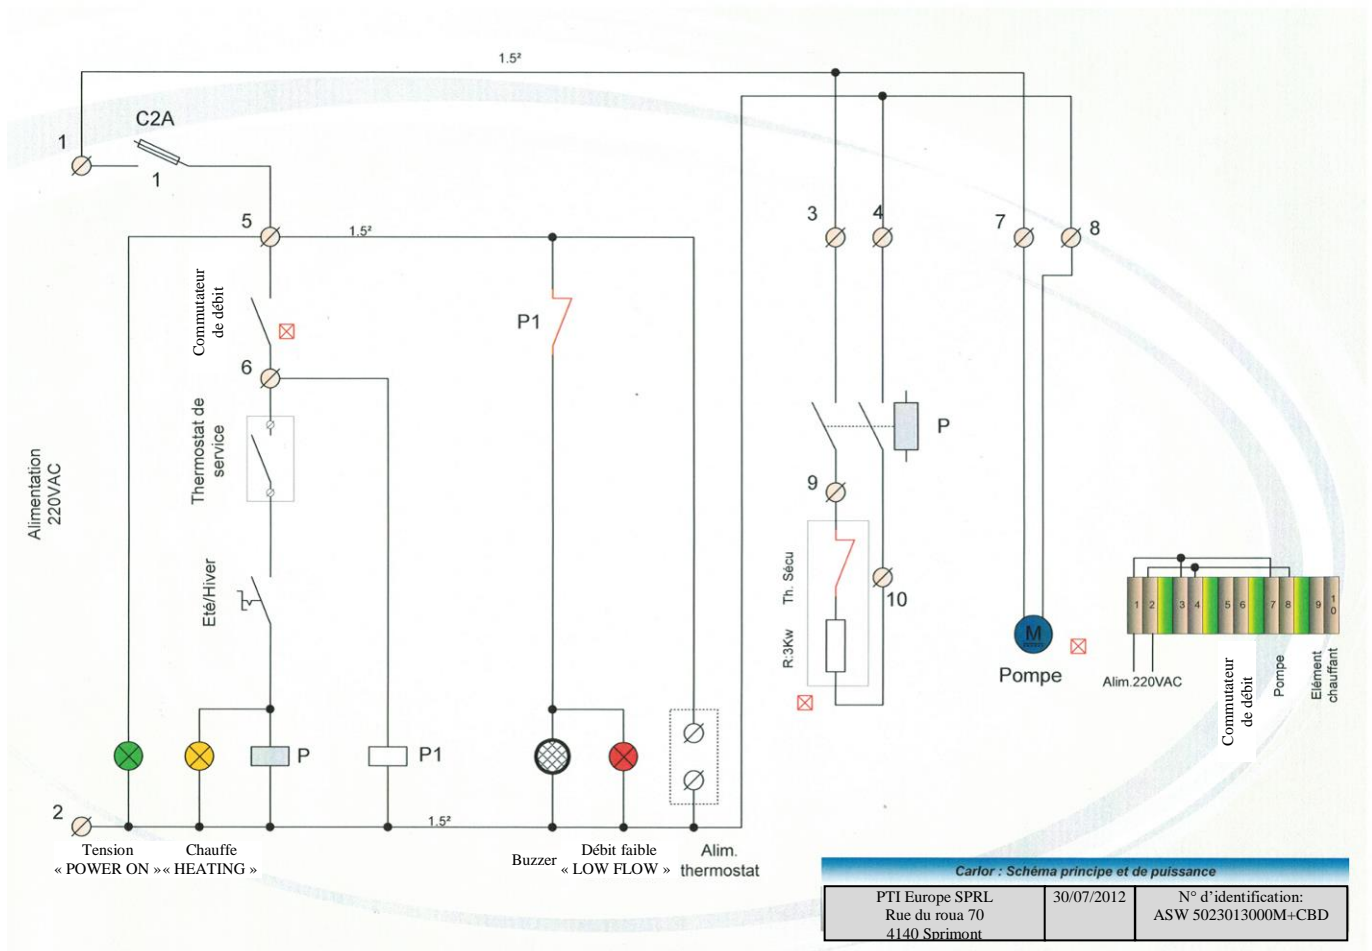 1.5²
C2A
1
1
3
4
7
8
5
1.5²
Commutateur
de débit
P1
6
Thermostat de
service
P
Alimentation
220VAC
9
Th. Sécu
10
Eté/Hiver
R:3Kw
M
Pompe
1 2 3 4 5 6 7 8 9 10
Alim.220VAC
Commutateur
de débit
Pompe
Elément
chauffant
P
P1
2
1.5²
Tension
« POWER ON »
Chauffe
« HEATING »
Buzzer
Débit faible
« LOW FLOW »
Alim.
thermostat
Carlor : Schéma principe et de puissance
PTI Europe SPRL
Rue du roua 70
4140 Sprimont
30/07/2012
N° d’identification:
ASW 5023013000M+CBD